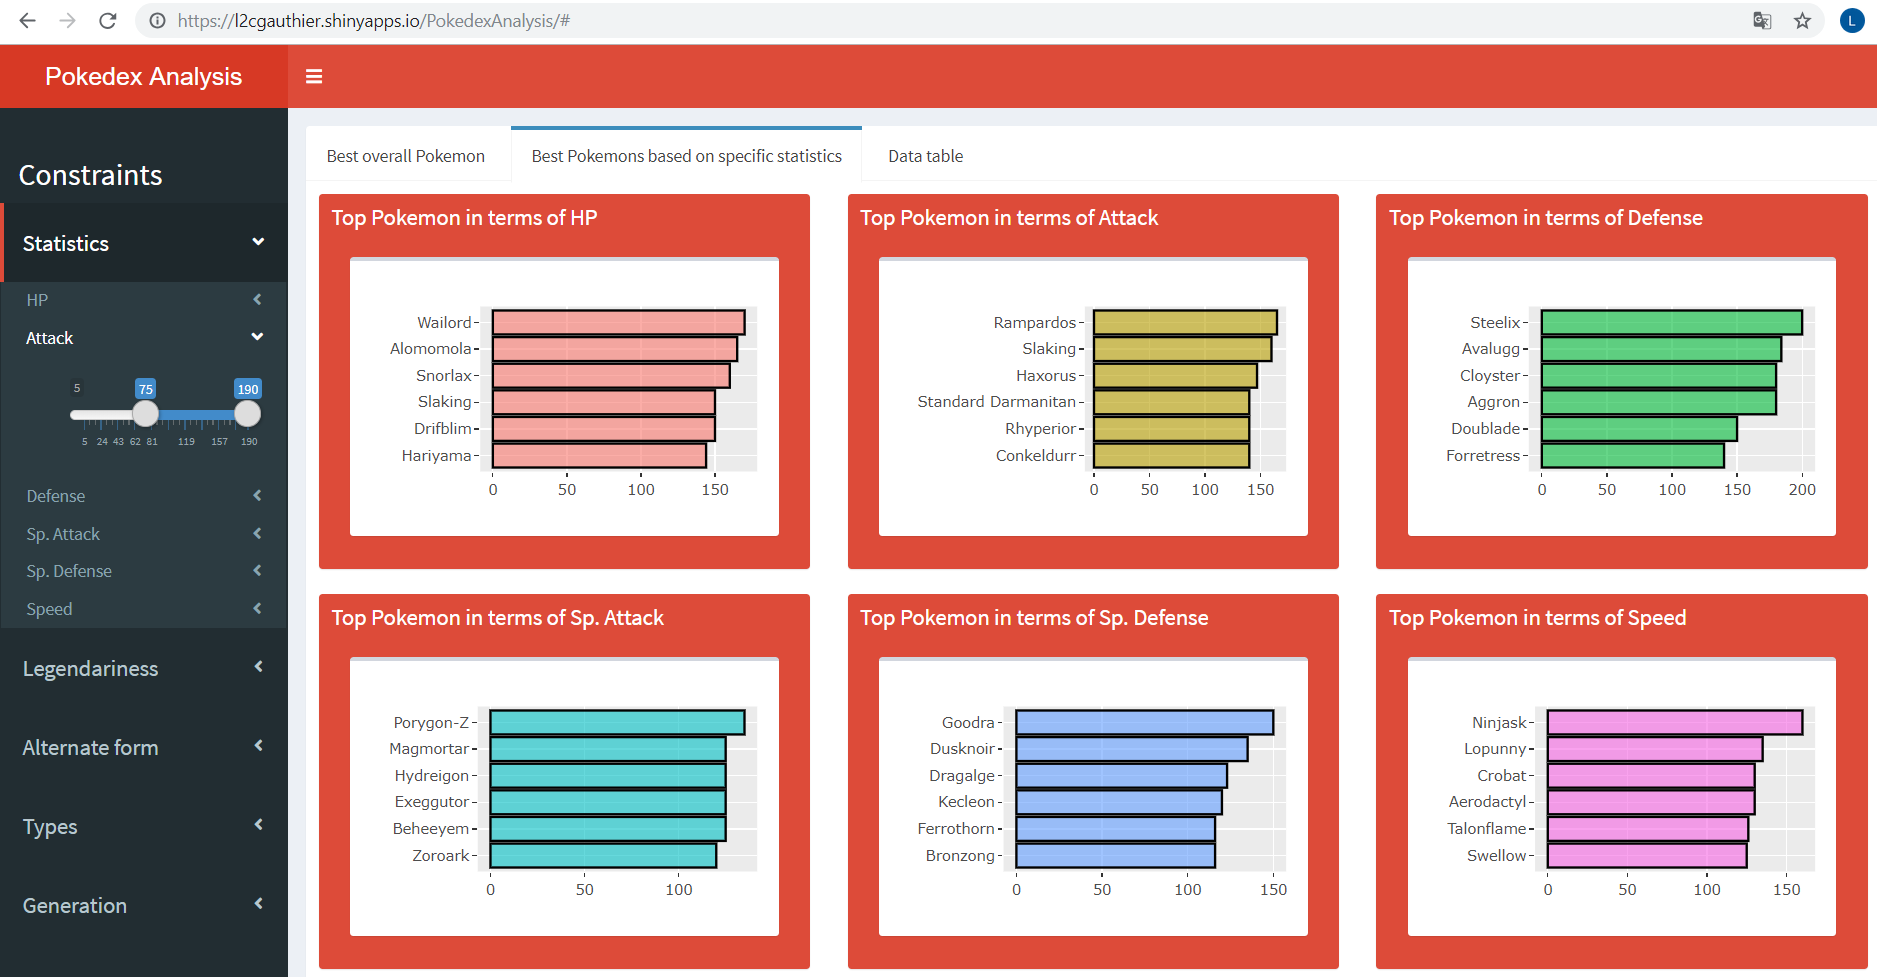 https://l2cgauthier.shinyapps.io/PokedexAnalysis/#
L
Pokedex Analysis
Constraints
Statistics
HP
Attack
5
75
190
5 24 43 62 81 119 157 190
Defense
Sp. Attack
Sp. Defense
Speed
Legendariness
Alternate form
Types
Generation
Best overall Pokemon
Best Pokemons based on specific statistics
Data table
Top Pokemon in terms of HP
Wailord
Alomomola
Snorlax
Slaking
Drifblim
Hariyama
0 50 100 150
Top Pokemon in terms of Attack
Rampardos
Slaking
Haxorus
Standard Darmanitan
Rhyperior
Conkeldurr
0 50 100 150
Top Pokemon in terms of Defense
Steelix
Avalugg
Cloyster
Aggron
Doublade
Forretress
0 50 100 150 200
Top Pokemon in terms of Sp. Attack
Porygon-Z
Magmortar
Hydreigon
Exeggutor
Beheeyem
Zoroark
0 50 100
Top Pokemon in terms of Sp. Defense
Goodra
Dusknoir
Dragalge
Kecleon
Ferrothorn
Bronzong
0 50 100 150
Top Pokemon in terms of Speed
Ninjask
Lopunny
Crobat
Aerodactyl
Talonflame
Swellow
0 50 100 150